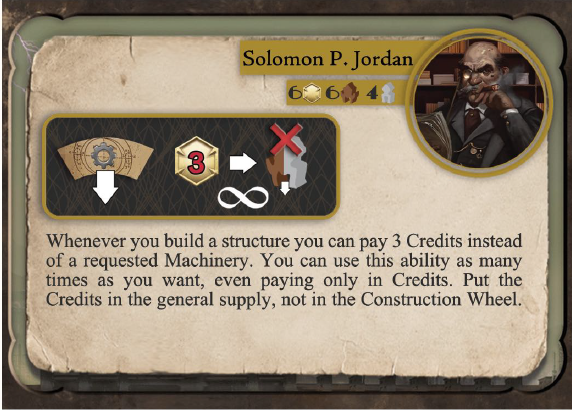 Solomon P. Jordan
6 6 4
3
Whenever you build a structure you can pay 3 Credits instead
of a requested Machinery. You can use this ability as many
times as you want, even paying only in Credits. Put the
Credits in the general supply, not in the Construction Wheel.